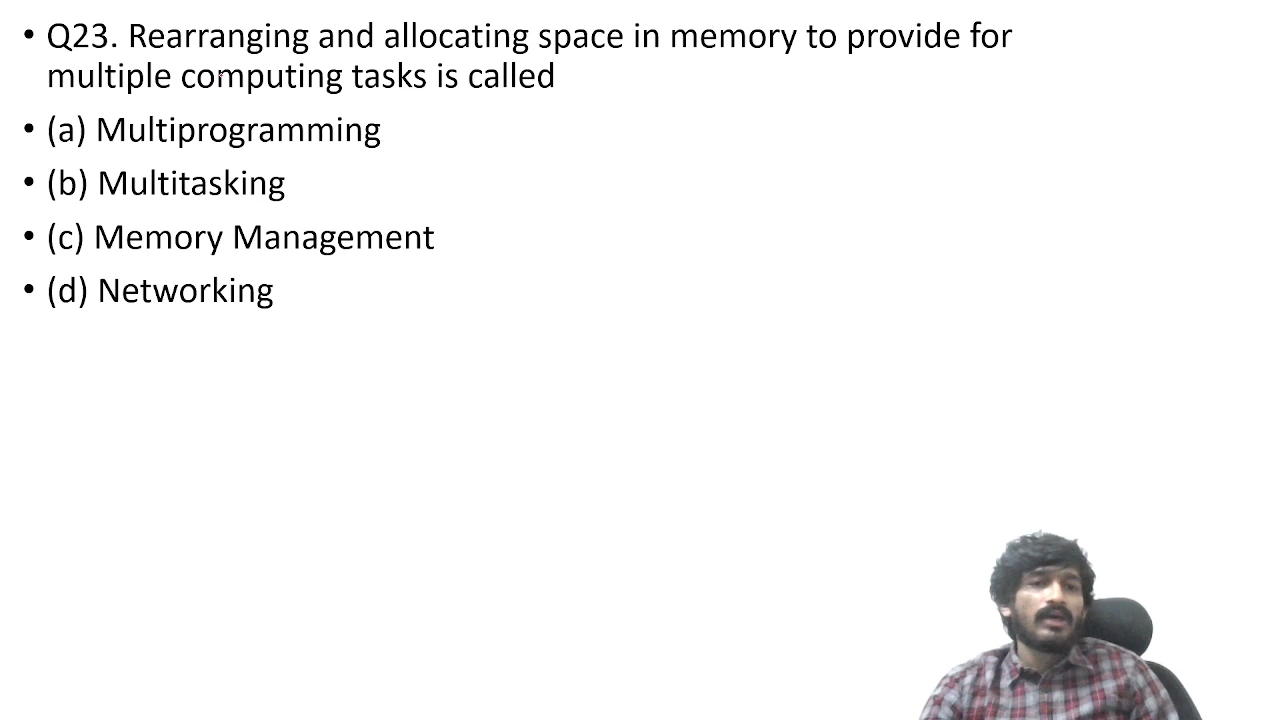 • Q23. Rearranging and allocating space in memory to provide for
multiple computing tasks is called
• (a) Multiprogramming
• (b) Multitasking
• (c) Memory Management
• (d) Networking